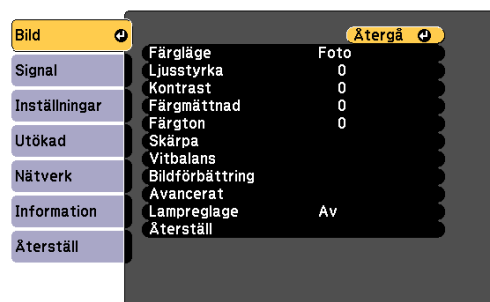 Bild
Signal
Inställningar
Utökad
Nätverk
Information
Återställ
Återgå
Färgläge Foto
Ljusstyrka 0
Kontrast 0
Färgmättnad 0
Färgton 0
Skärpa
Vitbalans
Bildförbättring
Avancerat
Lampreglage Av
Återställ